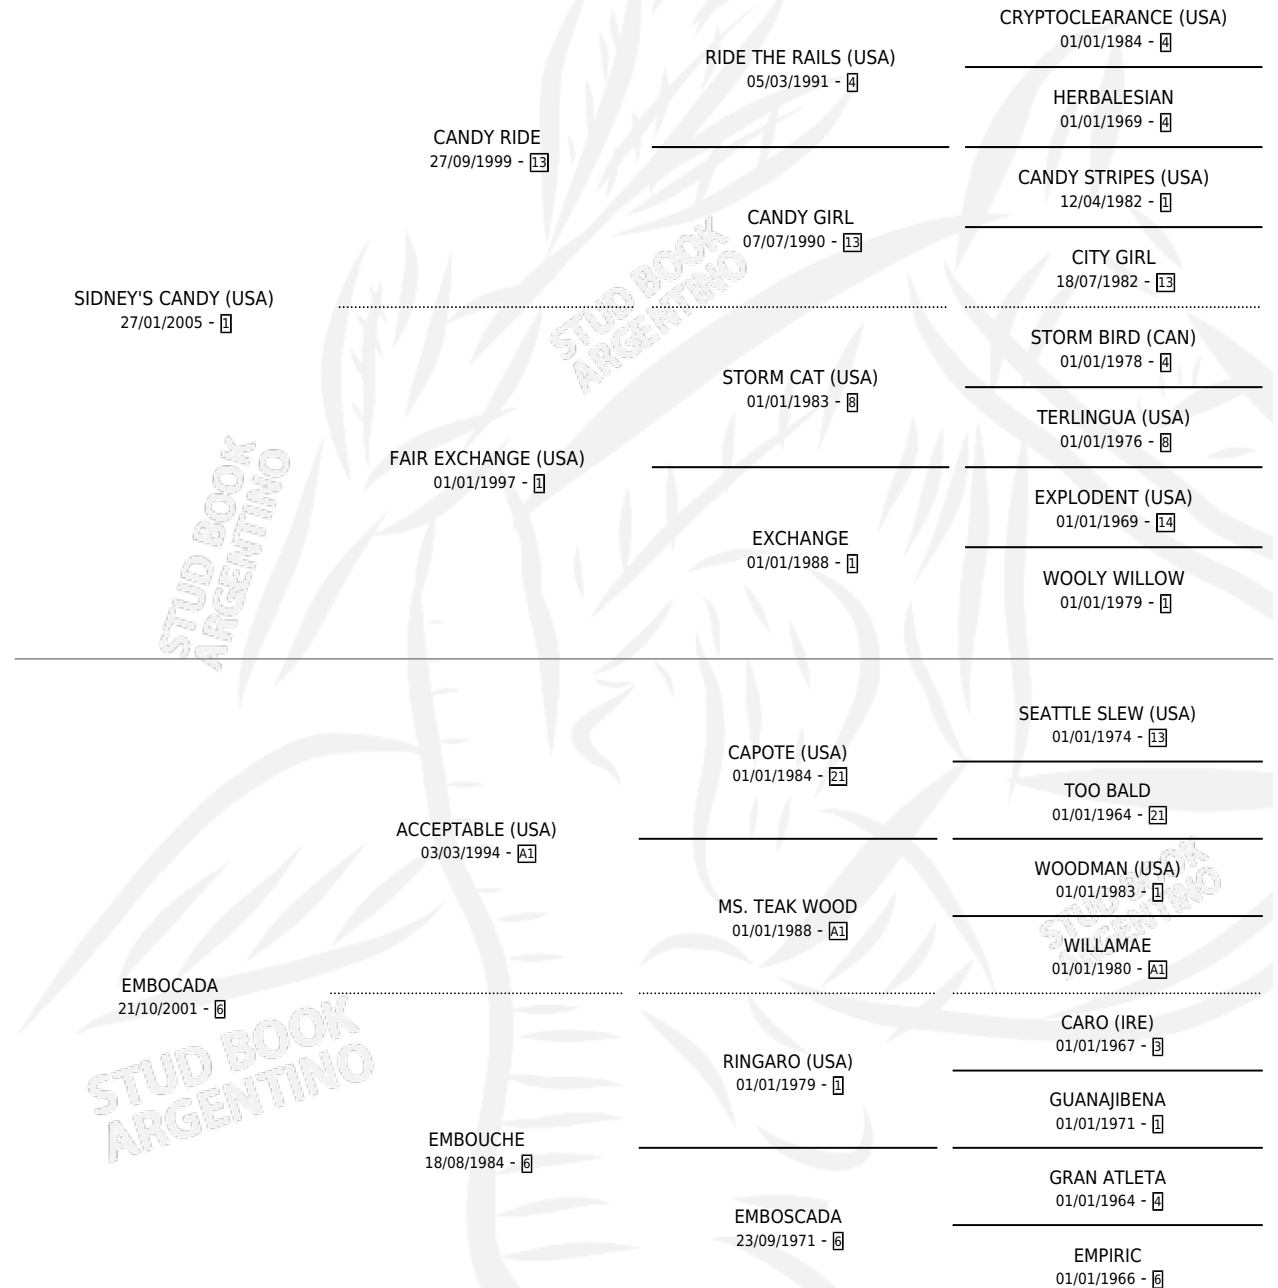 CRYPTOCLEARANCE (USA)
01/01/1984 - 4
RIDE THE RAILS (USA)
05/03/1991 - 4
HERBALESIAN
01/01/1969 - 4
CANDY RIDE
27/09/1999 - 13
CANDY STRIPES (USA)
12/04/1982 - 1
CANDY GIRL
07/07/1990 - 13
CITY GIRL
18/07/1982 - 13
SIDNEY'S CANDY (USA)
27/01/2005 - 1
STORM BIRD (CAN)
01/01/1978 - 4
STORM CAT (USA)
01/01/1983 - 8
TERLINGUA (USA)
01/01/1976 - 8
FAIR EXCHANGE (USA)
01/01/1997 - 1
EXPLODENT (USA)
01/01/1969 - 14
EXCHANGE
01/01/1988 - 1
WOOLY WILLOW
01/01/1979 - 1
STUD BOOK
ARGENTINO
STUD BOOK
ARGENTINO
SEATTLE SLEW (USA)
01/01/1974 - 13
CAPOTE (USA)
01/01/1984 - 21
TOO BALD
01/01/1964 - 21
ACCEPTABLE (USA)
03/03/1994 - A1
WOODMAN (USA)
01/01/1983 - 1
MS. TEAK WOOD
01/01/1988 - A1
WILLAMAE
01/01/1980 - A1
STUD BOOK
ARGENTINO
EMBOCADA
21/10/2001 - 6
CARO (IRE)
01/01/1967 - 3
RINGARO (USA)
01/01/1979 - 1
GUANAJIBENA
01/01/1971 - 1
EMBOUCHE
18/08/1984 - 6
GRAN ATLETA
01/01/1964 - 4
EMBOSCADA
23/09/1971 - 6
EMPIRIC
01/01/1966 - 6
STUD BOOK
ARGENTINO